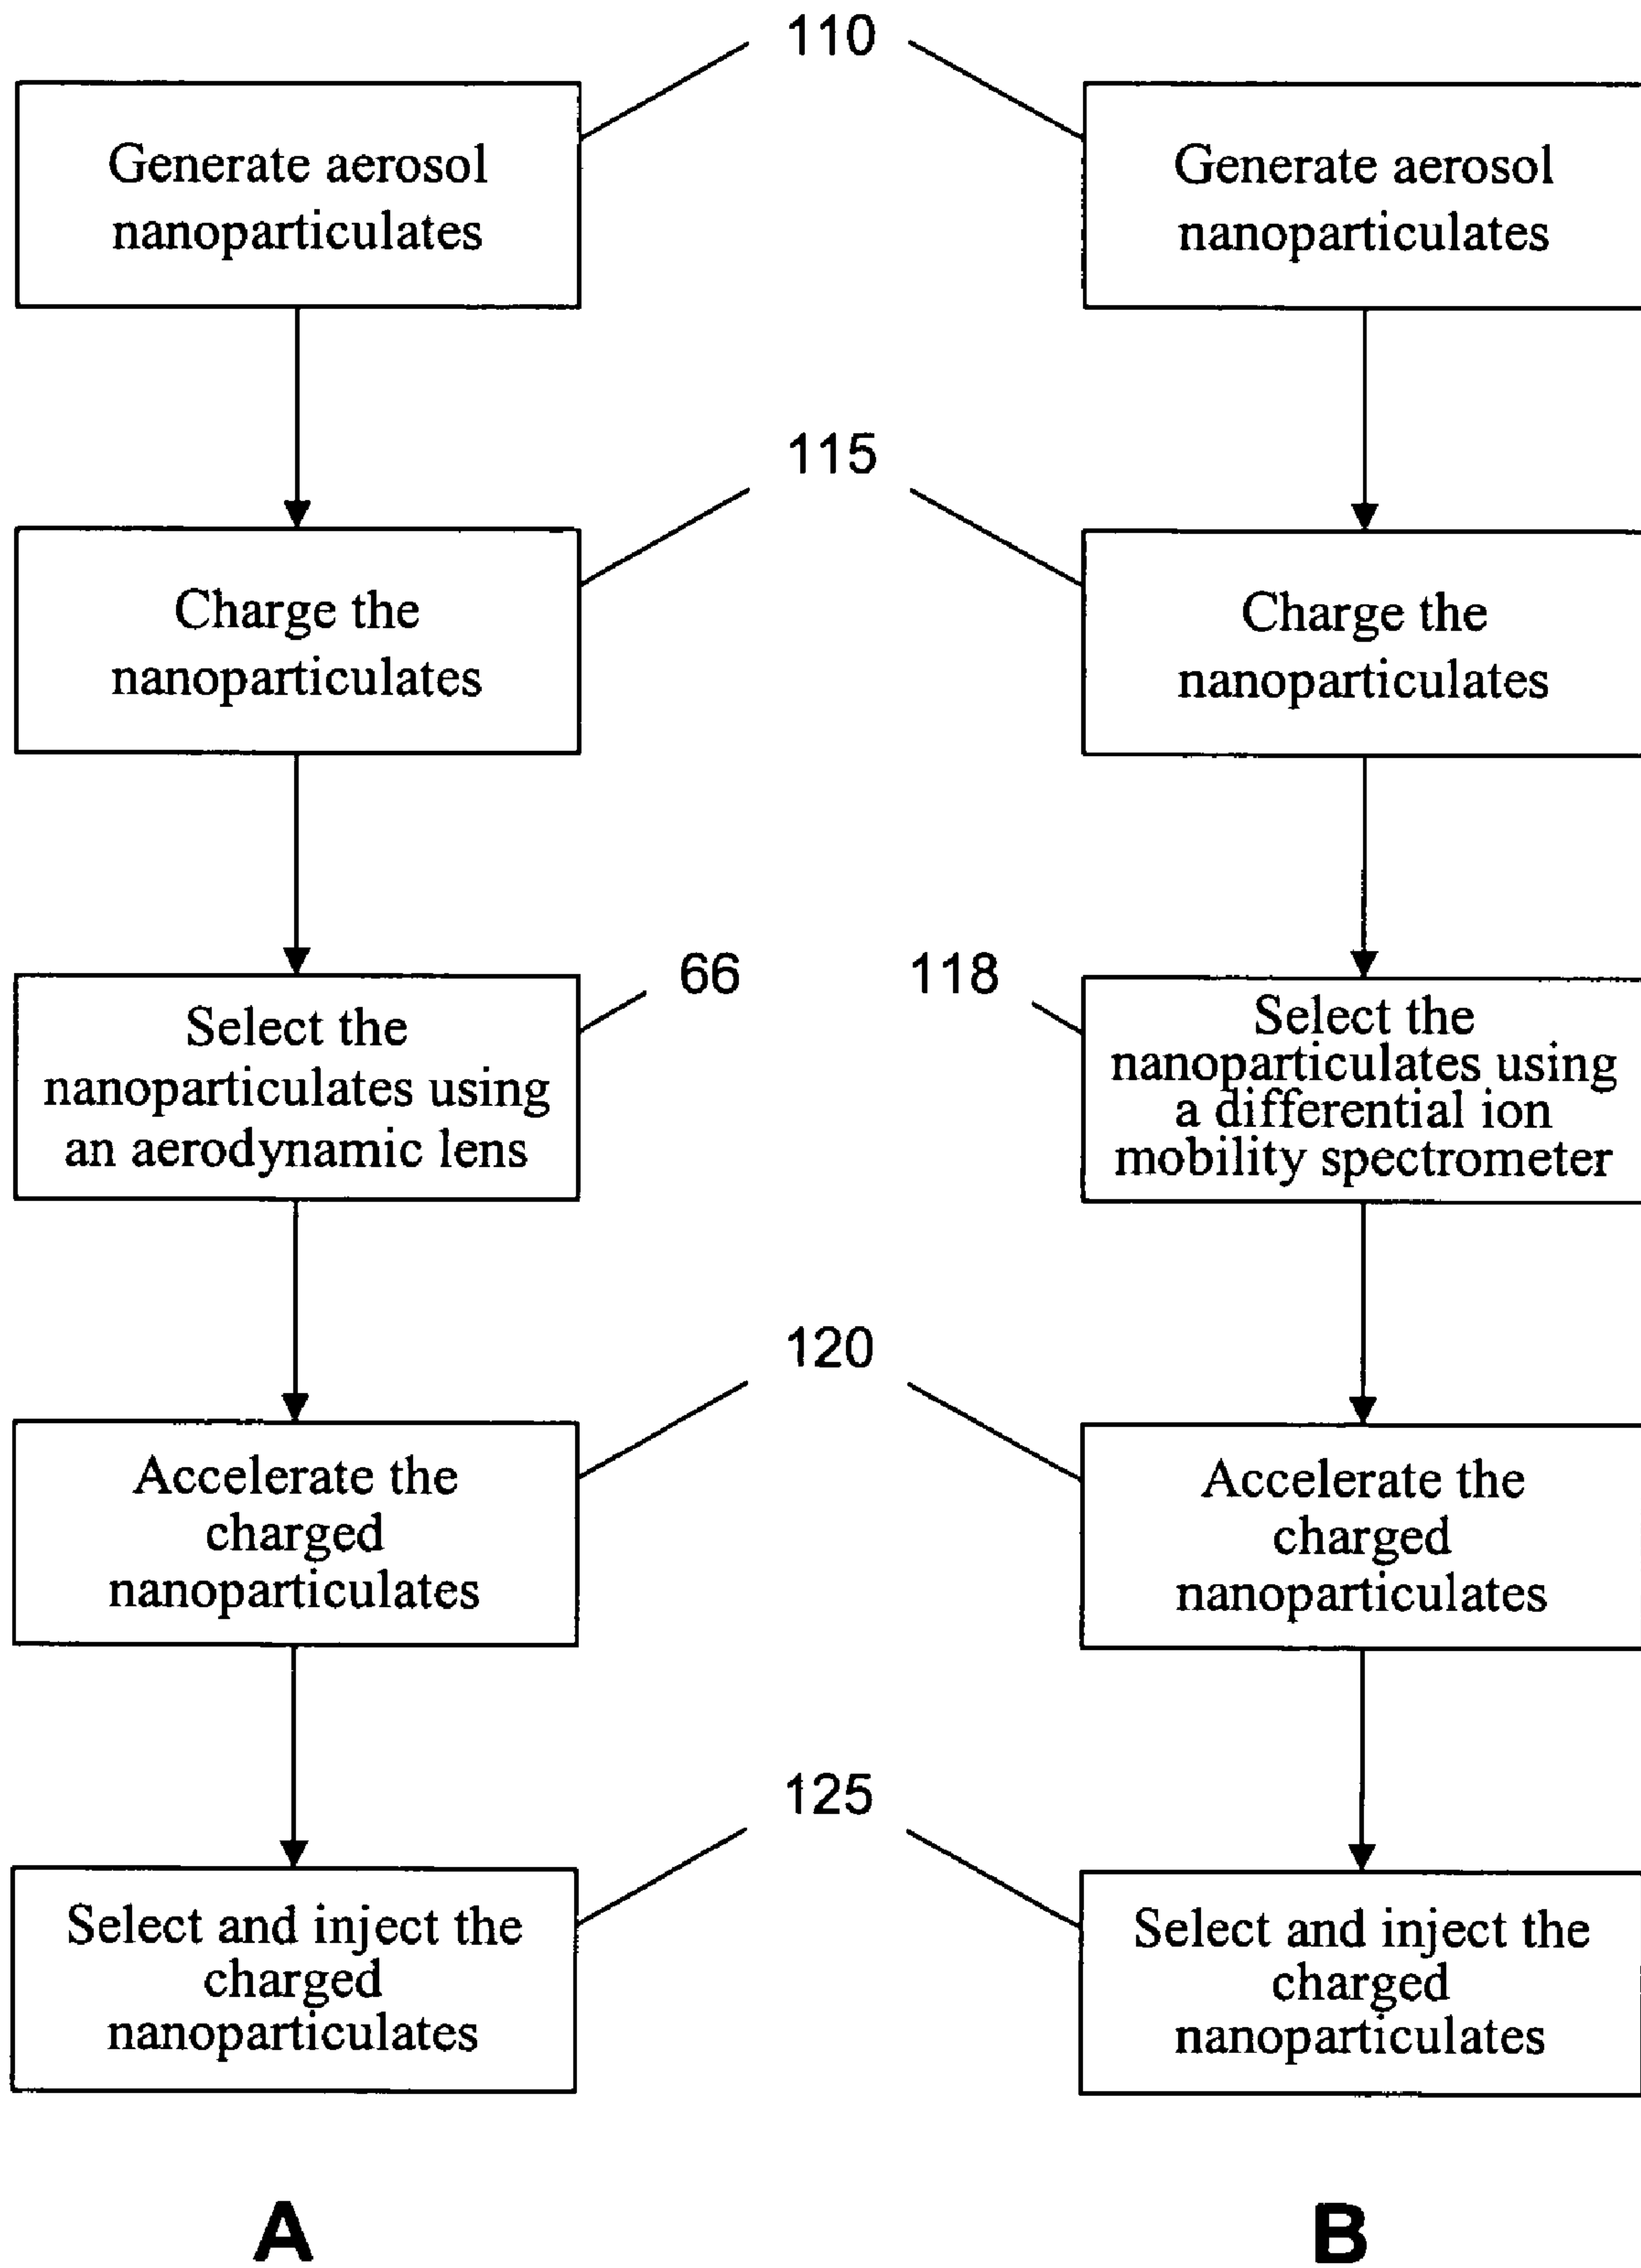 110
Generate aerosol
nanoparticulates
Generate aerosol
nanoparticulates
115
Charge the
nanoparticulates
Charge the
nanoparticulates
66
118
Select the
nanoparticulates using
an aerodynamic lens
Select the
nanoparticulates using
a differential ion
mobility spectrometer
120
Accelerate the
charged
nanoparticulates
Accelerate the
charged
nanoparticulates
125
Select and inject the
charged
nanoparticulates
Select and inject the
charged
nanoparticulates
A
B